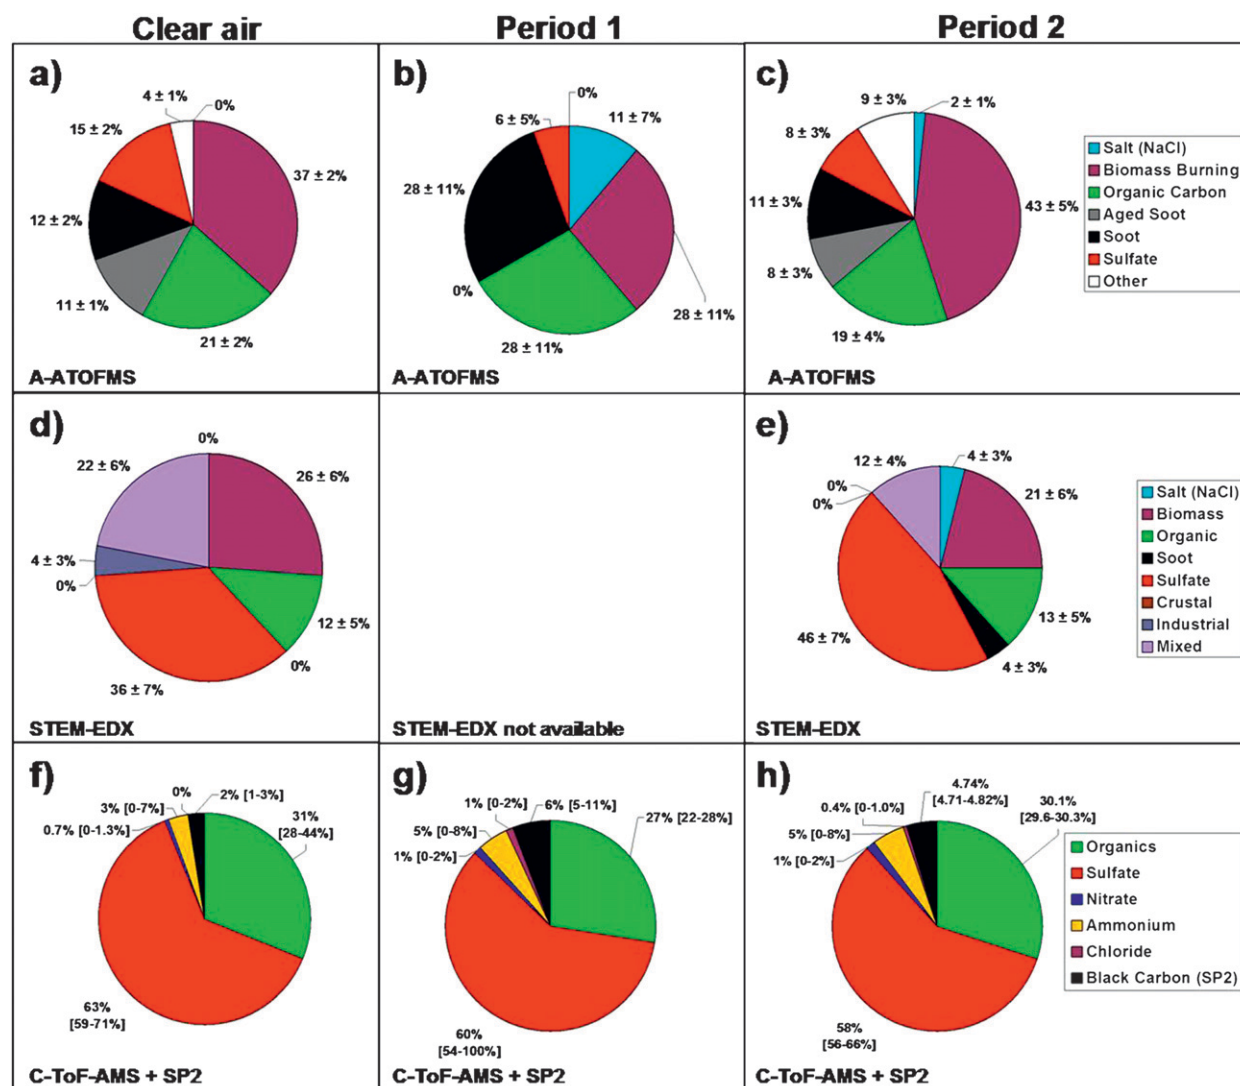 Clear air
Period 1
Period 2
a)
4 ± 1%
0%
15 ± 2%
37 ± 2%
12 ± 2%
11 ± 1%
21 ± 2%
A-ATOFMS
b)
0%
6 ± 5%
11 ± 7%
28 ± 11%
0%
28 ± 11%
28 ± 11%
A-ATOFMS
c)
9 ± 3%
2 ± 1%
8 ± 3%
11 ± 3%
43 ± 5%
8 ± 3%
19 ± 4%
A-ATOFMS
Salt (NaCl)
Biomass Burning
Organic Carbon
Aged Soot
Soot
Sulfate
Other
d)
0%
22 ± 6%
26 ± 6%
4 ± 3%
0%
12 ± 5%
0%
36 ± 7%
STEM-EDX
STEM-EDX not available
e)
12 ± 4%
4 ± 3%
0%
0%
21 ± 6%
46 ± 7%
13 ± 5%
4 ± 3%
STEM-EDX
Salt (NaCl)
Biomass
Organic
Soot
Sulfate
Crustal
Industrial
Mixed
f)
0%
2% [1-3%]
3% [0-7%]
0.7% [0-1.3%]
31%
[28-44%]
63%
[59-71%]
C-ToF-AMS + SP2
g)
1% [0-2%]
6% [5-11%]
5% [0-8%]
1% [0-2%]
27% [22-28%]
60%
[54-100%]
C-ToF-AMS + SP2
h)
4.74%
[4.71-4.82%]
0.4% [0-1.0%]
30.1%
[29.6-30.3%]
5% [0-8%]
1% [0-2%]
58%
[56-66%]
C-ToF-AMS + SP2
Organics
Sulfate
Nitrate
Ammonium
Chloride
Black Carbon (SP2)